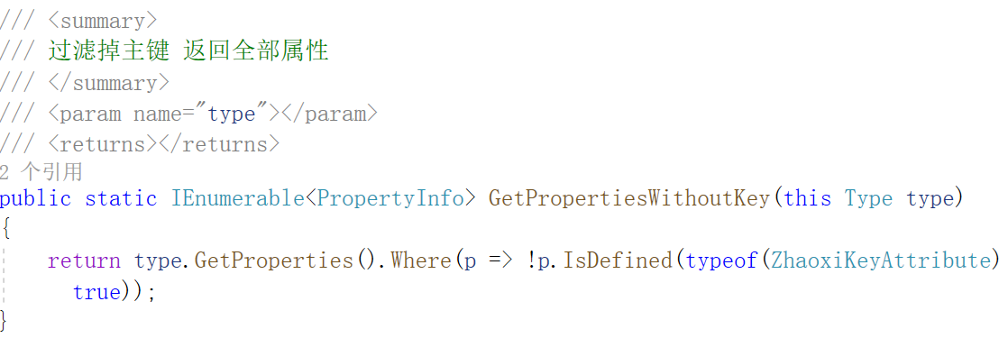 /// <summary>
/// 过滤掉主键 返回全部属性
/// </summary>
/// <param name="type"></param>
/// <returns></returns>
2 个引用
public static IEnumerable<PropertyInfo> GetPropertiesWithoutKey(this Type type)
{
return type.GetProperties().Where(p => !p.IsDefined(typeof(ZhaoxiKeyAttribute)
true));
}